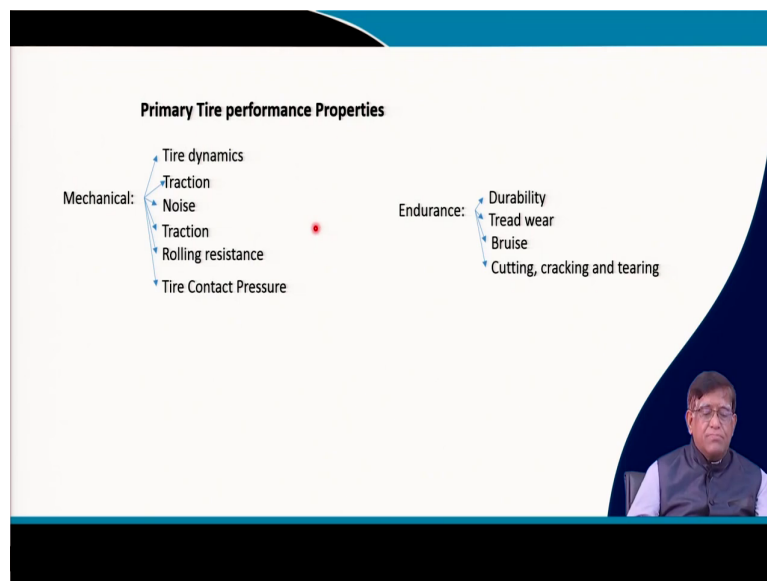 Primary Tire performance Properties
Mechanical:
Tire dynamics
Traction
Noise
Traction
Rolling resistance
Tire Contact Pressure
Endurance:
Durability
Tread wear
Bruise
Cutting, cracking and tearing